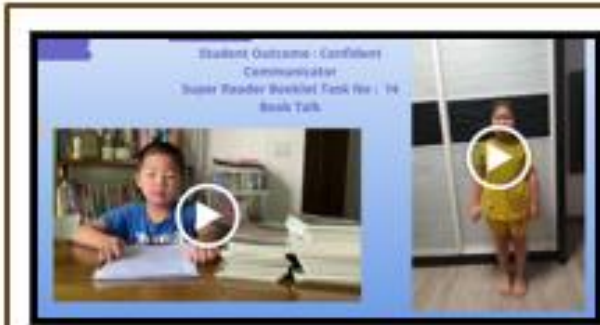 Student Outcome : Confident
Communicator
Super Reader Booklet Task No : 14
Book Talk